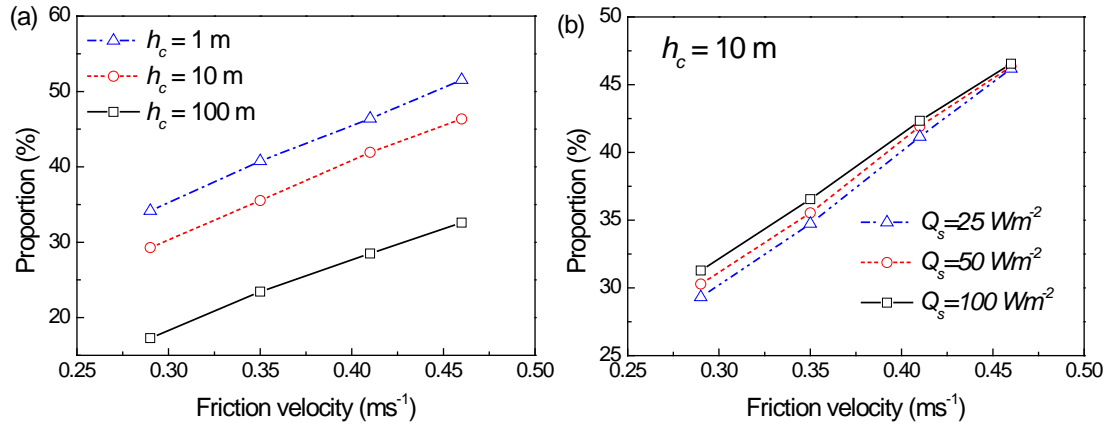 (a)
60
50
40
30
20
Proportion (%)
h_c = 1 m
h_c = 10 m
h_c = 100 m
0.25 0.30 0.35 0.40 0.45 0.50
Friction velocity (ms⁻¹)
(b)
50
45
40
35
30
25
Proportion (%)
h_c = 10 m
Q_s=25 Wm⁻²
Q_s=50 Wm⁻²
Q_s=100 Wm⁻²
0.25 0.30 0.35 0.40 0.45 0.50
Friction velocity (ms⁻¹)